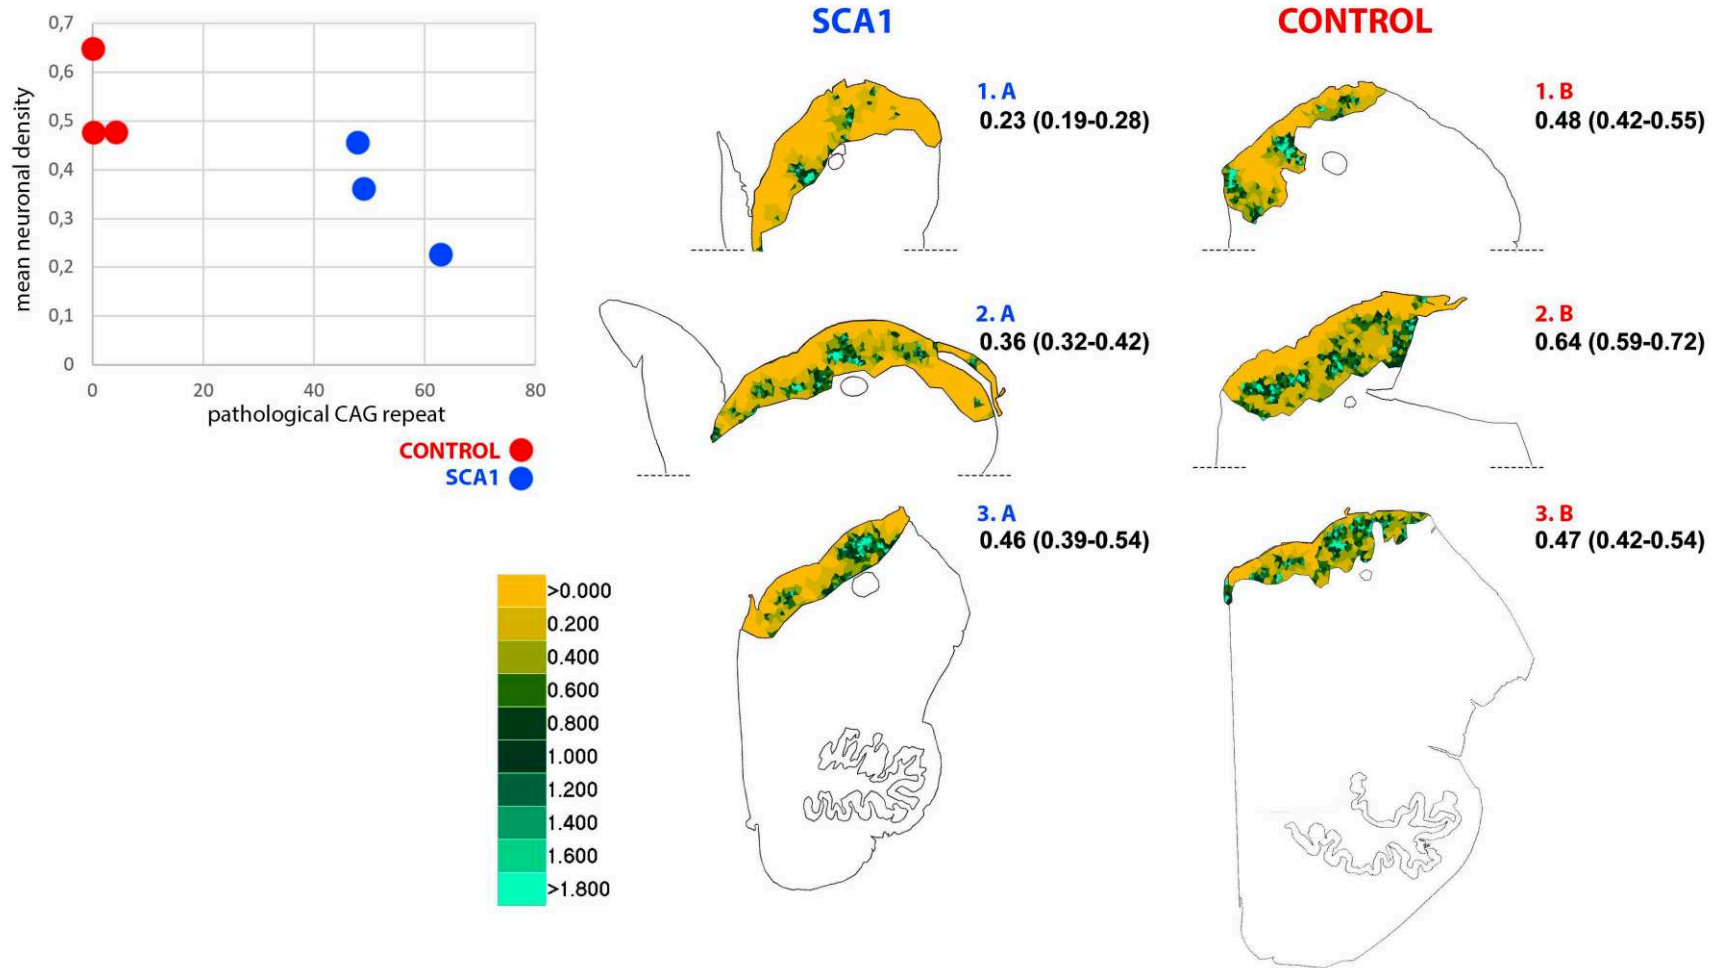 0,7
0,6
0,5
0,4
0,3
0,2
0,1
0
mean neuronal density
0 20 40 60 80
pathological CAG repeat
CONTROL
SCA1
SCA1
CONTROL
1. A
0.23 (0.19-0.28)
1. B
0.48 (0.42-0.55)
2. A
0.36 (0.32-0.42)
2. B
0.64 (0.59-0.72)
3. A
0.46 (0.39-0.54)
3. B
0.47 (0.42-0.54)
>0.000
0.200
0.400
0.600
0.800
1.000
1.200
1.400
1.600
>1.800